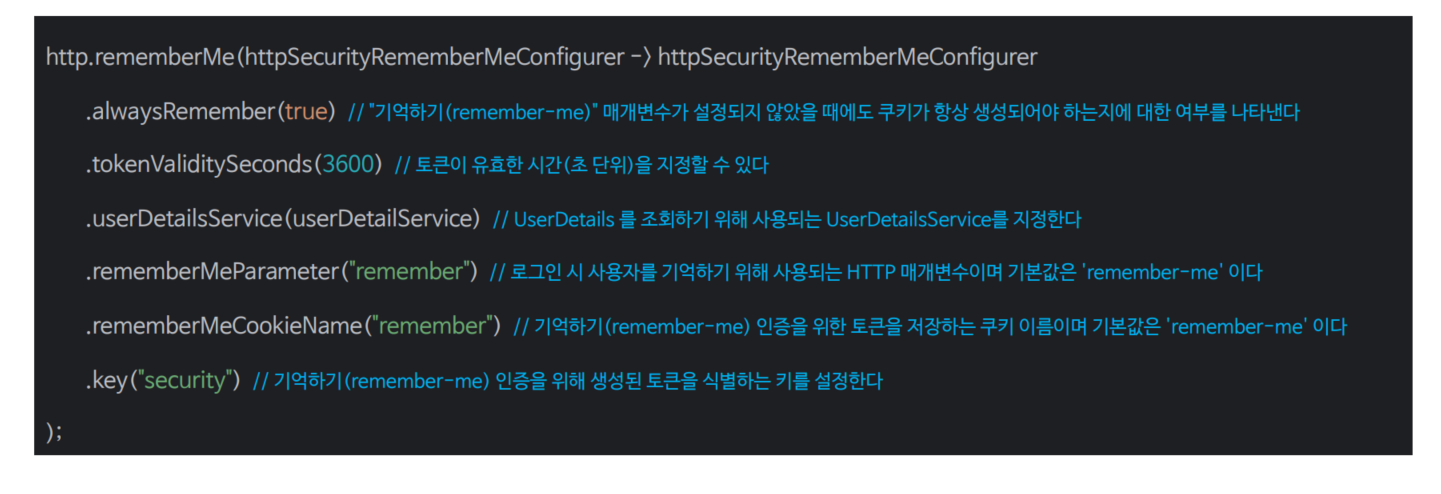 http.rememberMe(httpSecurityRememberMeConfigurer -> httpSecurityRememberMeConfigurer
.alwaysRemember(true) // "기억하기(remember-me)" 매개변수가 설정되지 않았을 때에도 쿠키가 항상 생성되어야 하는지에 대한 여부를 나타낸다
.tokenValiditySeconds(3600) // 토큰이 유효한 시간(초 단위)을 지정할 수 있다
.userDetailsService(userDetailService) // UserDetails 를 조회하기 위해 사용되는 UserDetailsService를 지정한다
.rememberMeParameter("remember") // 로그인 시 사용자를 기억하기 위해 사용되는 HTTP 매개변수이며 기본값은 'remember-me' 이다
.rememberMeCookieName("remember") // 기억하기(remember-me) 인증을 위한 토큰을 저장하는 쿠키 이름이며 기본값은 'remember-me' 이다
.key("security") // 기억하기(remember-me) 인증을 위해 생성된 토큰을 식별하는 키를 설정한다
);